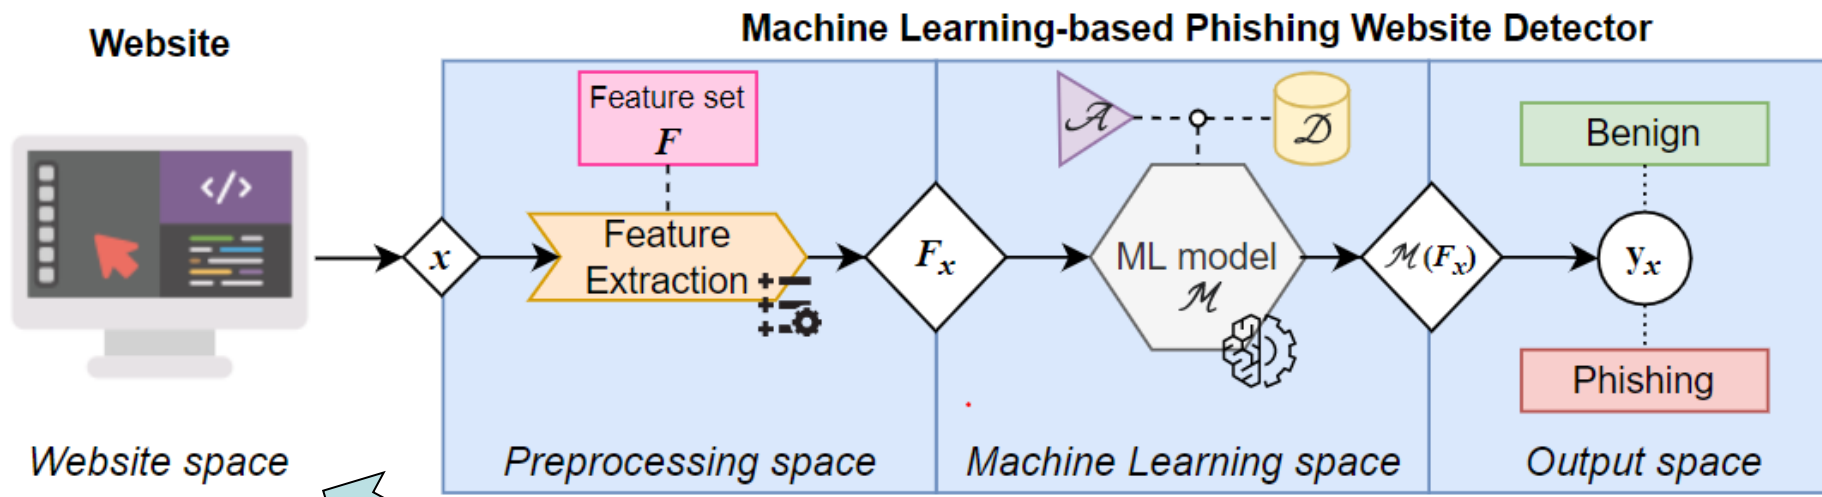 Machine Learning-based Phishing Website Detector
Website
Feature set
F
𝒜
𝒟
Benign
</>
Feature
Extraction
x
F_x
ML model
ℳ
ℳ(F_x)
y_x
Phishing
Website space
Preprocessing space
Machine Learning space
Output space